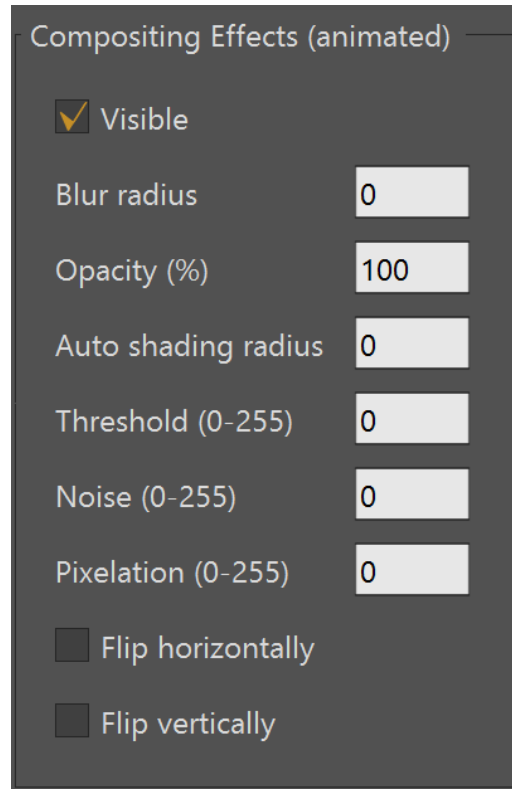 Compositing Effects (animated)
Visible
Blur radius 0
Opacity (%) 100
Auto shading radius 0
Threshold (0-255) 0
Noise (0-255) 0
Pixelation (0-255) 0
Flip horizontally
Flip vertically